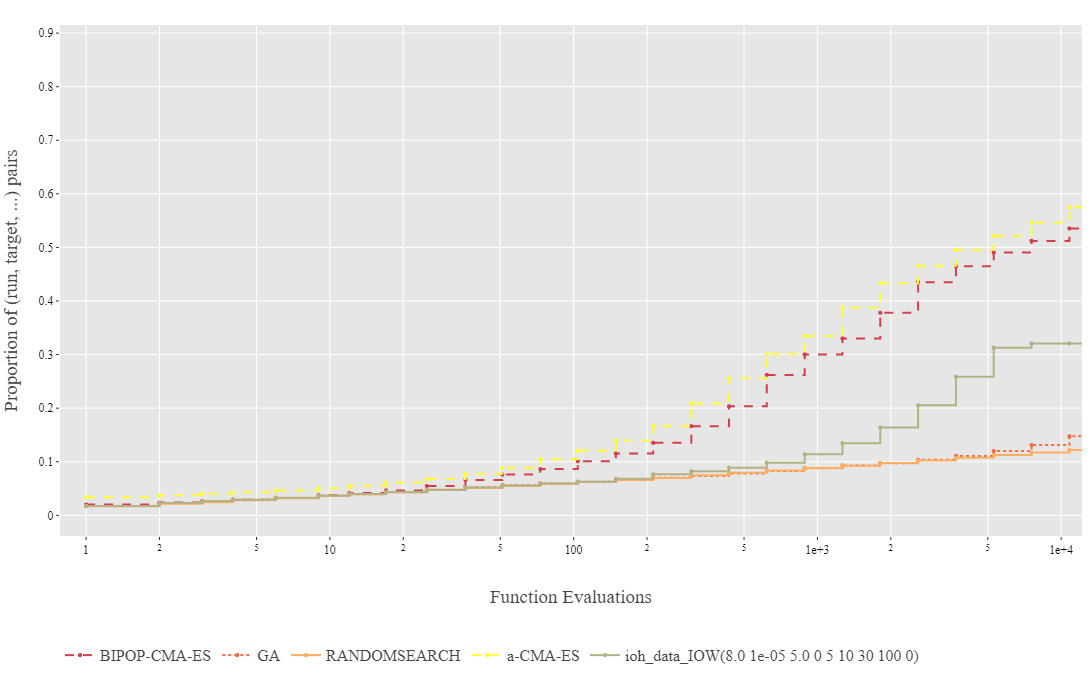 0.9
0.8
0.7
0.6
0.5
0.4
0.3
0.2
0.1
0
Proportion of (run, target, ...) pairs
1 2 5 10 2 5 100 2 5 1e+3 2 5 1e+4
Function Evaluations
BIPOP-CMA-ES GA RANDOMSEARCH a-CMA-ES ioh_data_IOW(8.0 1e-05 5.0 0 5 10 30 100 0)